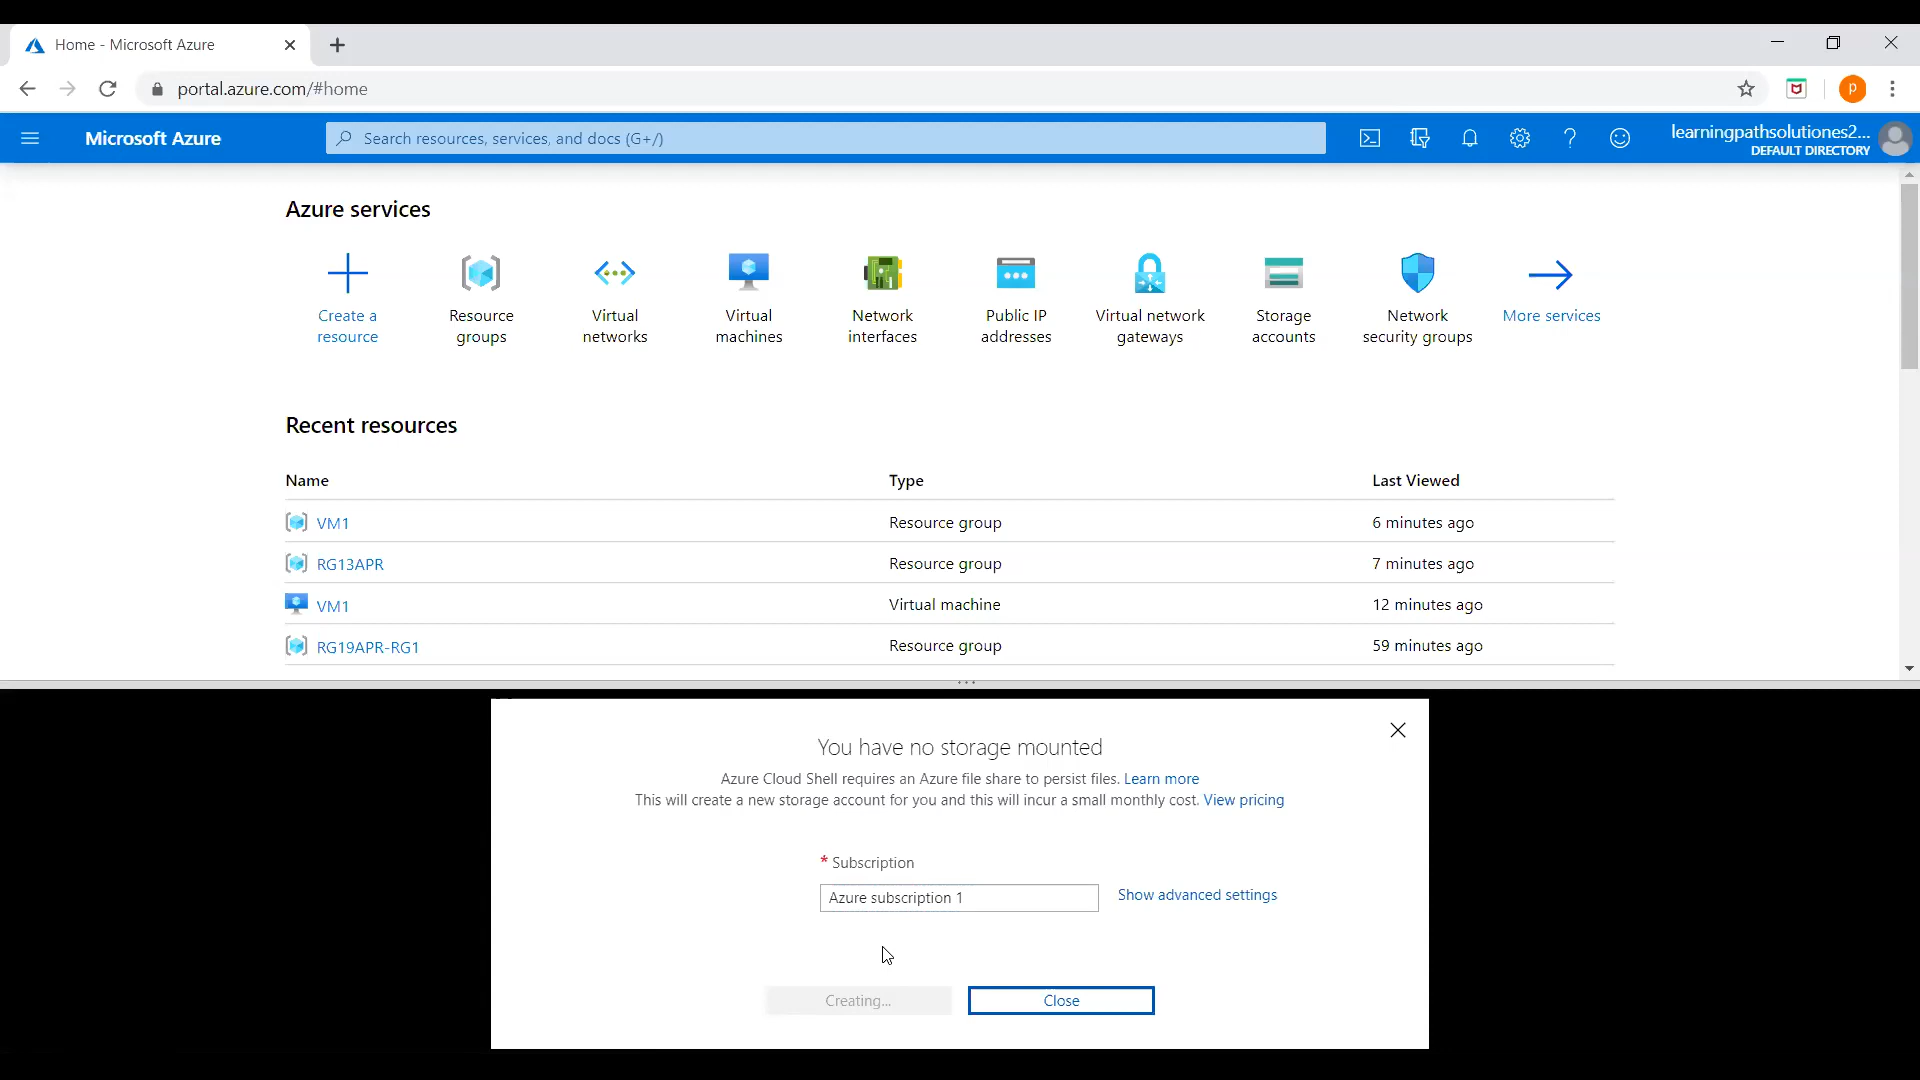 Home - Microsoft Azure
portal.azure.com/#home
P
Microsoft Azure
Search resources, services, and docs (G+/)
learningpathsolutiones2...
DEFAULT DIRECTORY
Azure services
Create a resource
Resource groups
Virtual networks
Virtual machines
Network interfaces
Public IP addresses
Virtual network gateways
Storage accounts
Network security groups
More services
Recent resources
Name Type Last Viewed
VM1 Resource group 6 minutes ago
RG13APR Resource group 7 minutes ago
VM1 Virtual machine 12 minutes ago
RG19APR-RG1 Resource group 59 minutes ago
You have no storage mounted
Azure Cloud Shell requires an Azure file share to persist files. Learn more
This will create a new storage account for you and this will incur a small monthly cost. View pricing
* Subscription
Azure subscription 1 Show advanced settings
Creating... Close